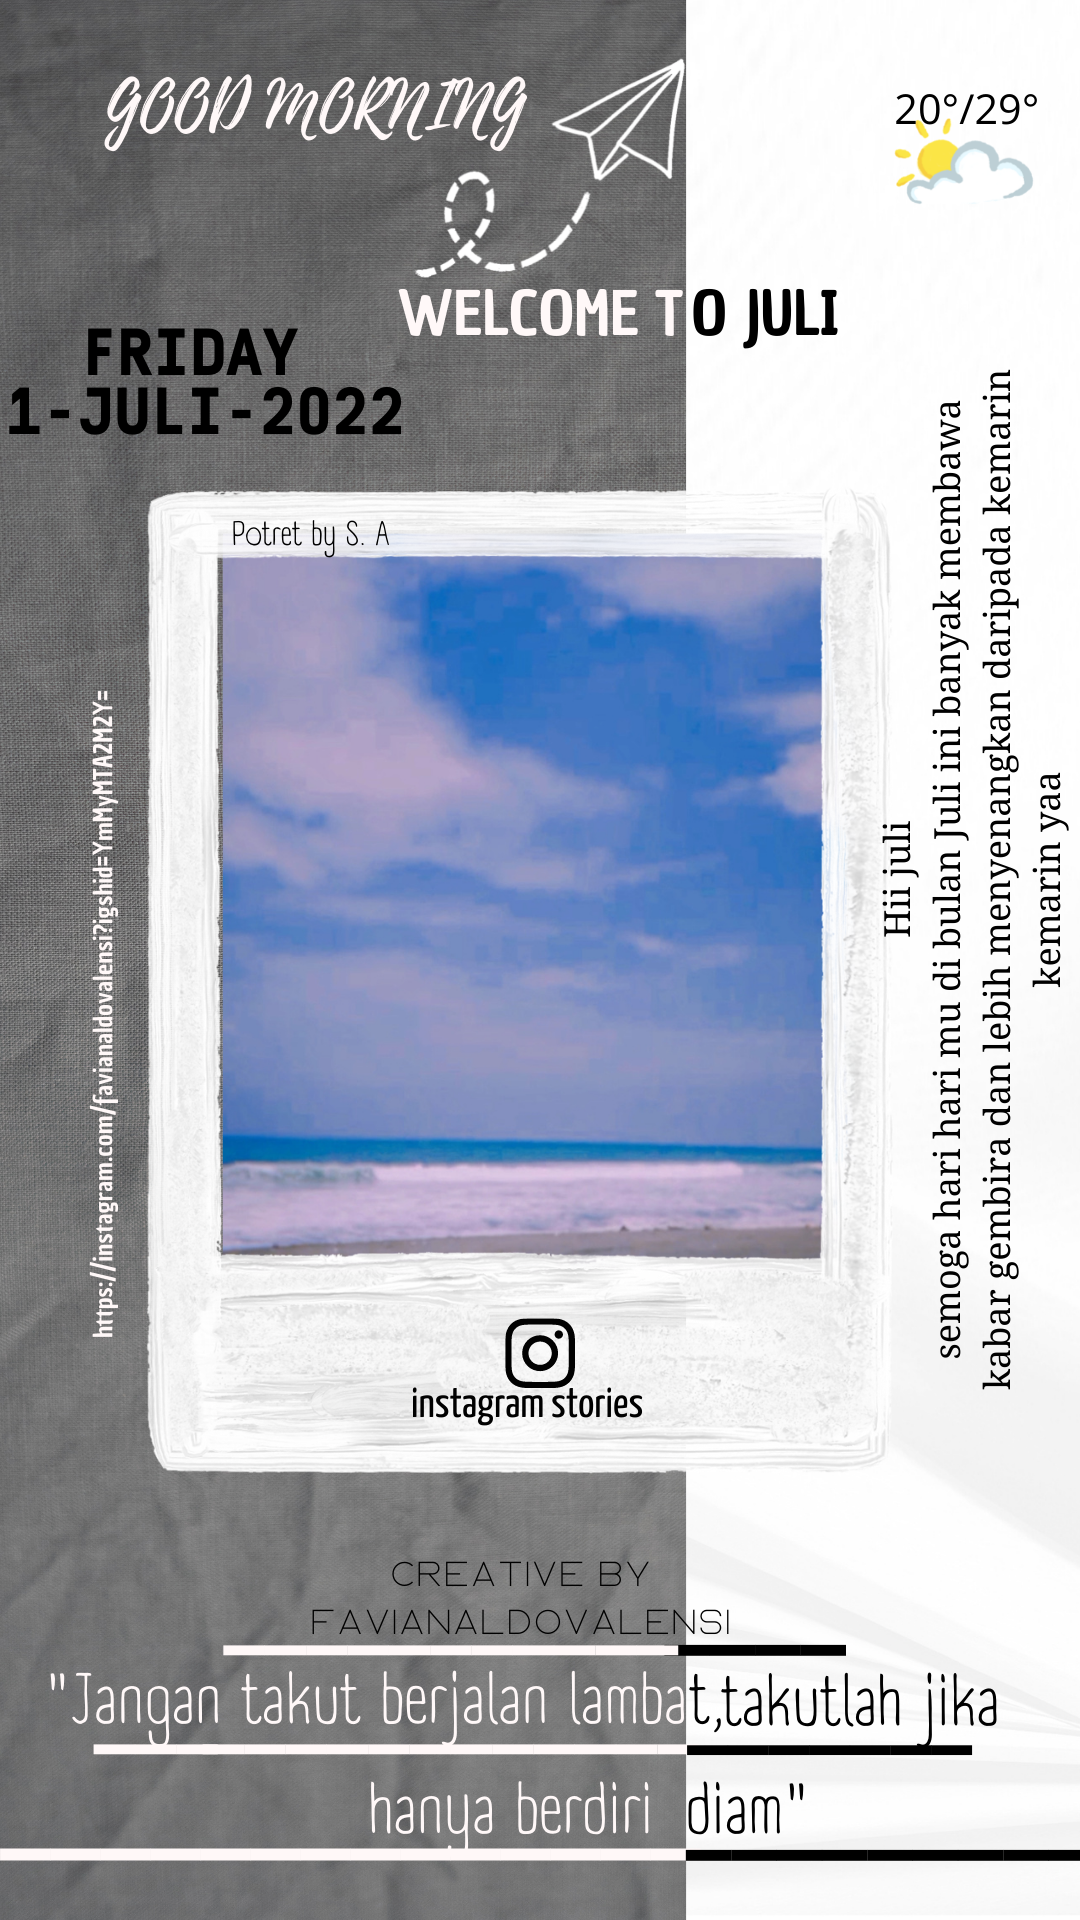 GOOD MORNING
20°/29°
WELCOME TO JULI
FRIDAY
1-JULI-2022
Potret by S. A
https://instagram.com/favianaldovalensi?igshid=YmMyMTA2M2Y=
Hii juli
semoga hari hari mu di bulan Juli ini banyak membawa
kabar gembira dan lebih menyenangkan daripada kemarin
kemarin yaa
instagram stories
CREATIVE BY
FAVIANALDOVALENSI
"Jangan takut berjalan lambat,takutlah jika
hanya berdiri diam"